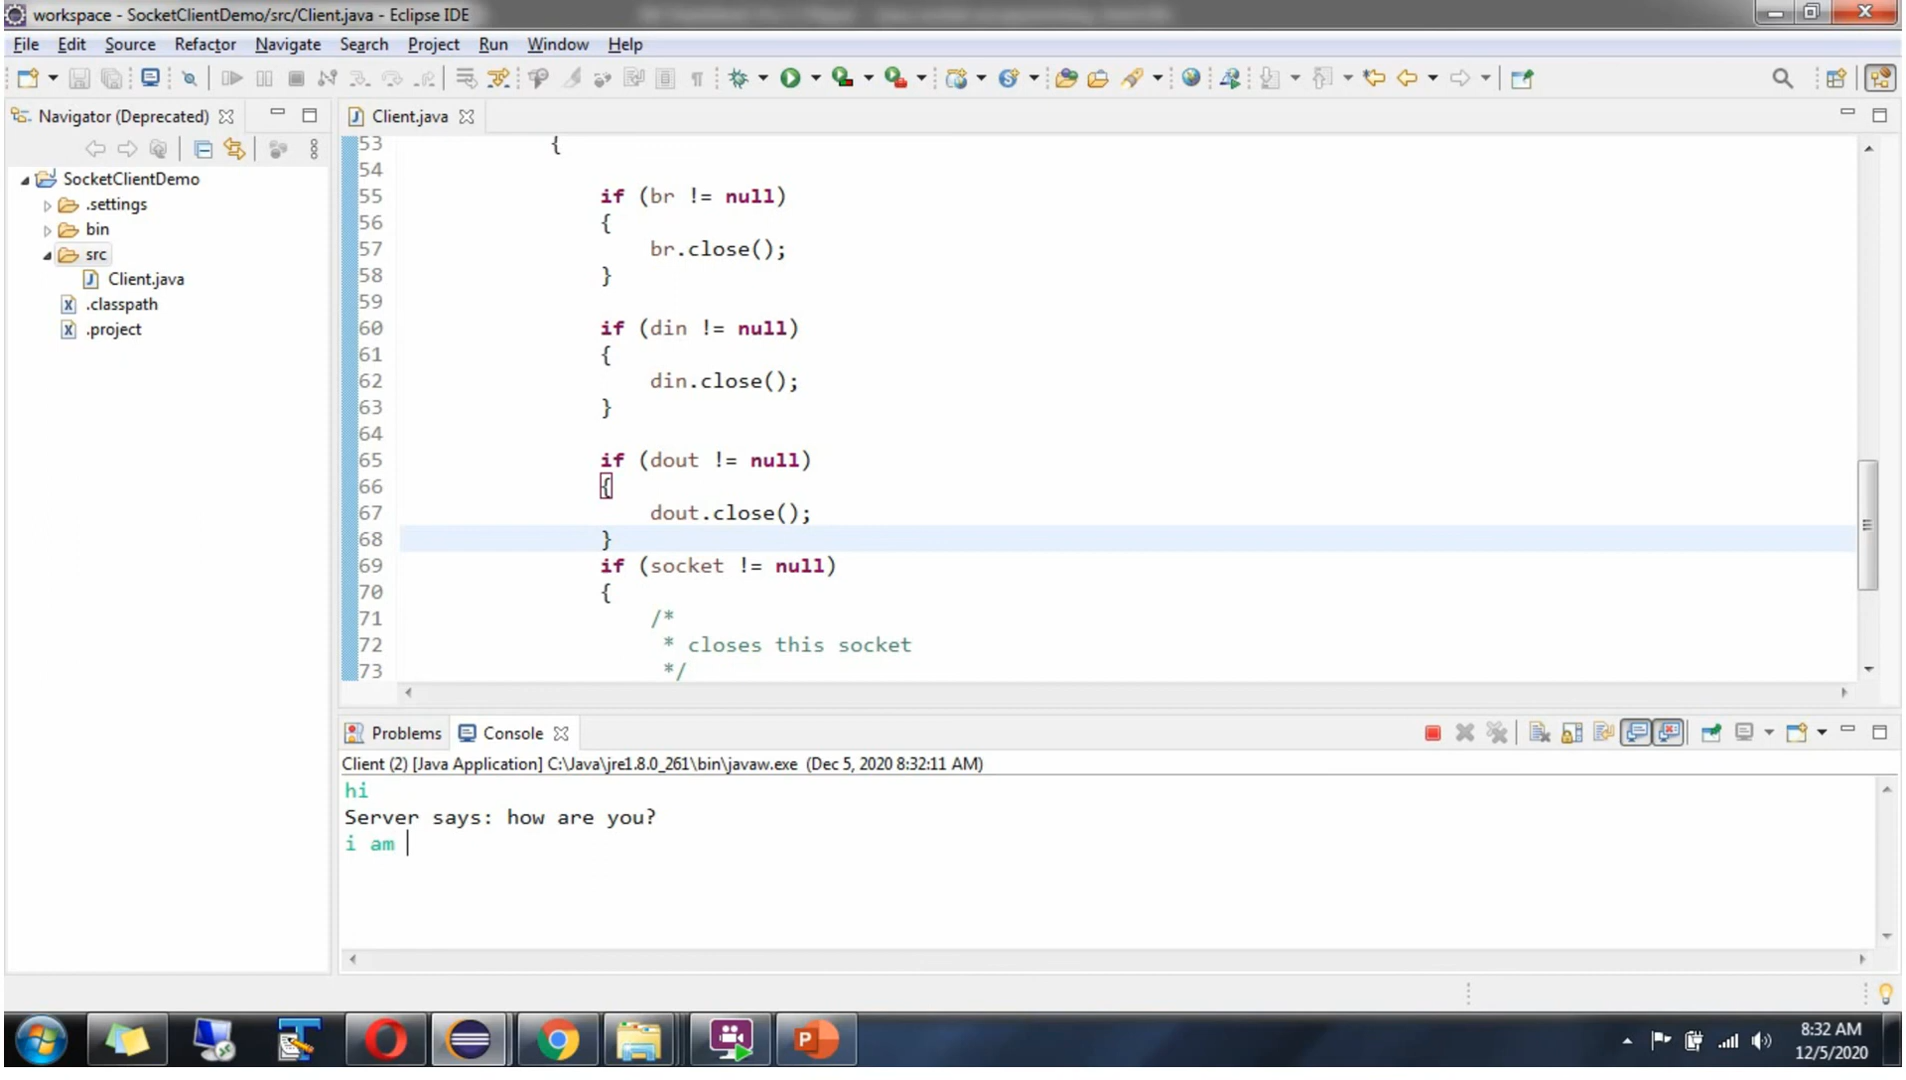 workspace - SocketClientDemo/src/Client.java - Eclipse IDE
File Edit Source Refactor Navigate Search Project Run Window Help
Navigator (Deprecated)
SocketClientDemo
.settings
bin
src
Client.java
.classpath
.project
Client.java
53 {
54
55 if (br != null)
56 {
57 br.close();
58 }
59
60 if (din != null)
61 {
62 din.close();
63 }
64
65 if (dout != null)
66 {
67 dout.close();
68 }
69 if (socket != null)
70 {
71 /*
72 * closes this socket
73 */
Problems Console
Client (2) [Java Application] C:\Java\jre1.8.0_261\bin\javaw.exe (Dec 5, 2020 8:32:11 AM)
hi
Server says: how are you?
i am
8:32 AM
12/5/2020